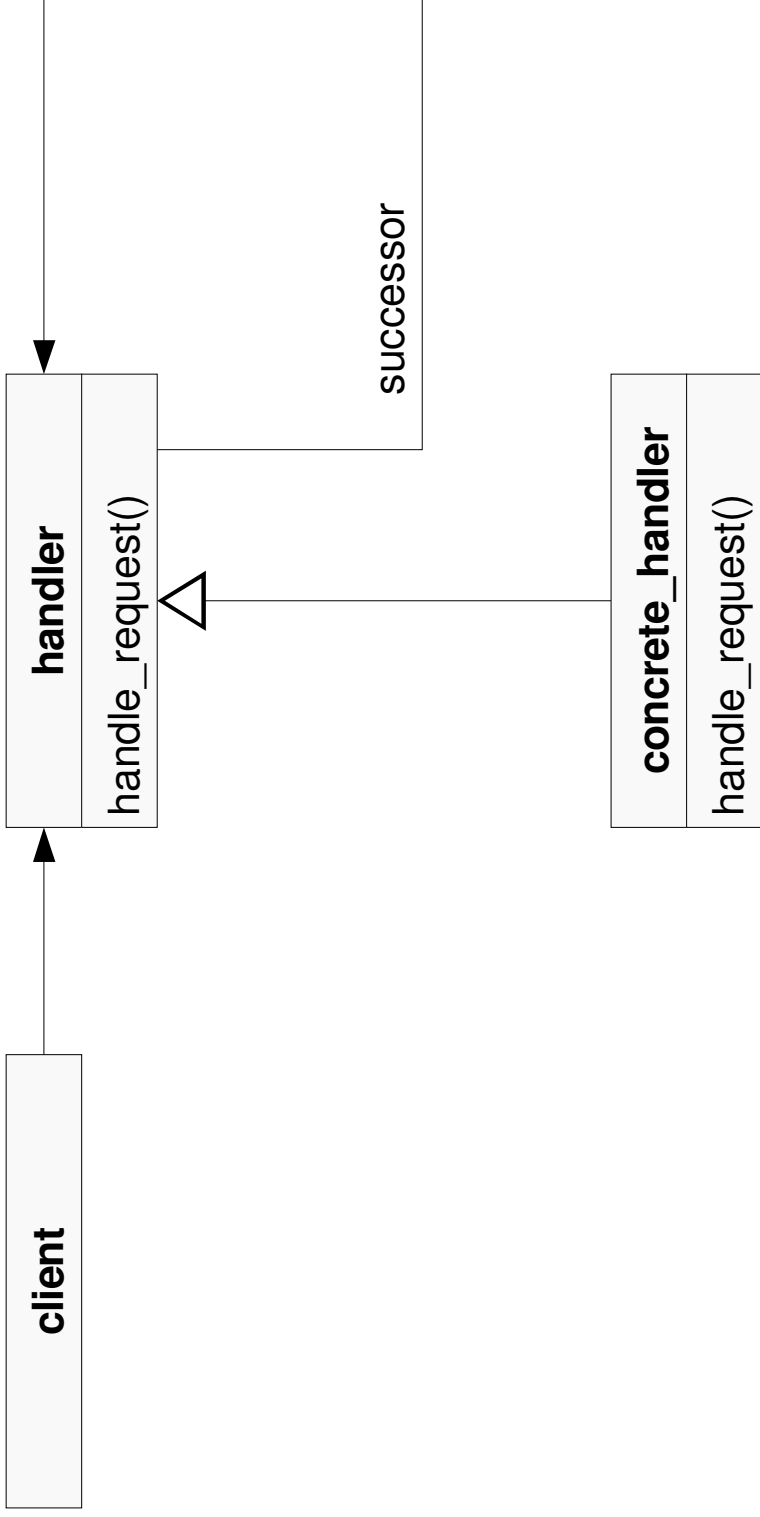 client
handler
handle_request()
successor
concrete_handler
handle_request()